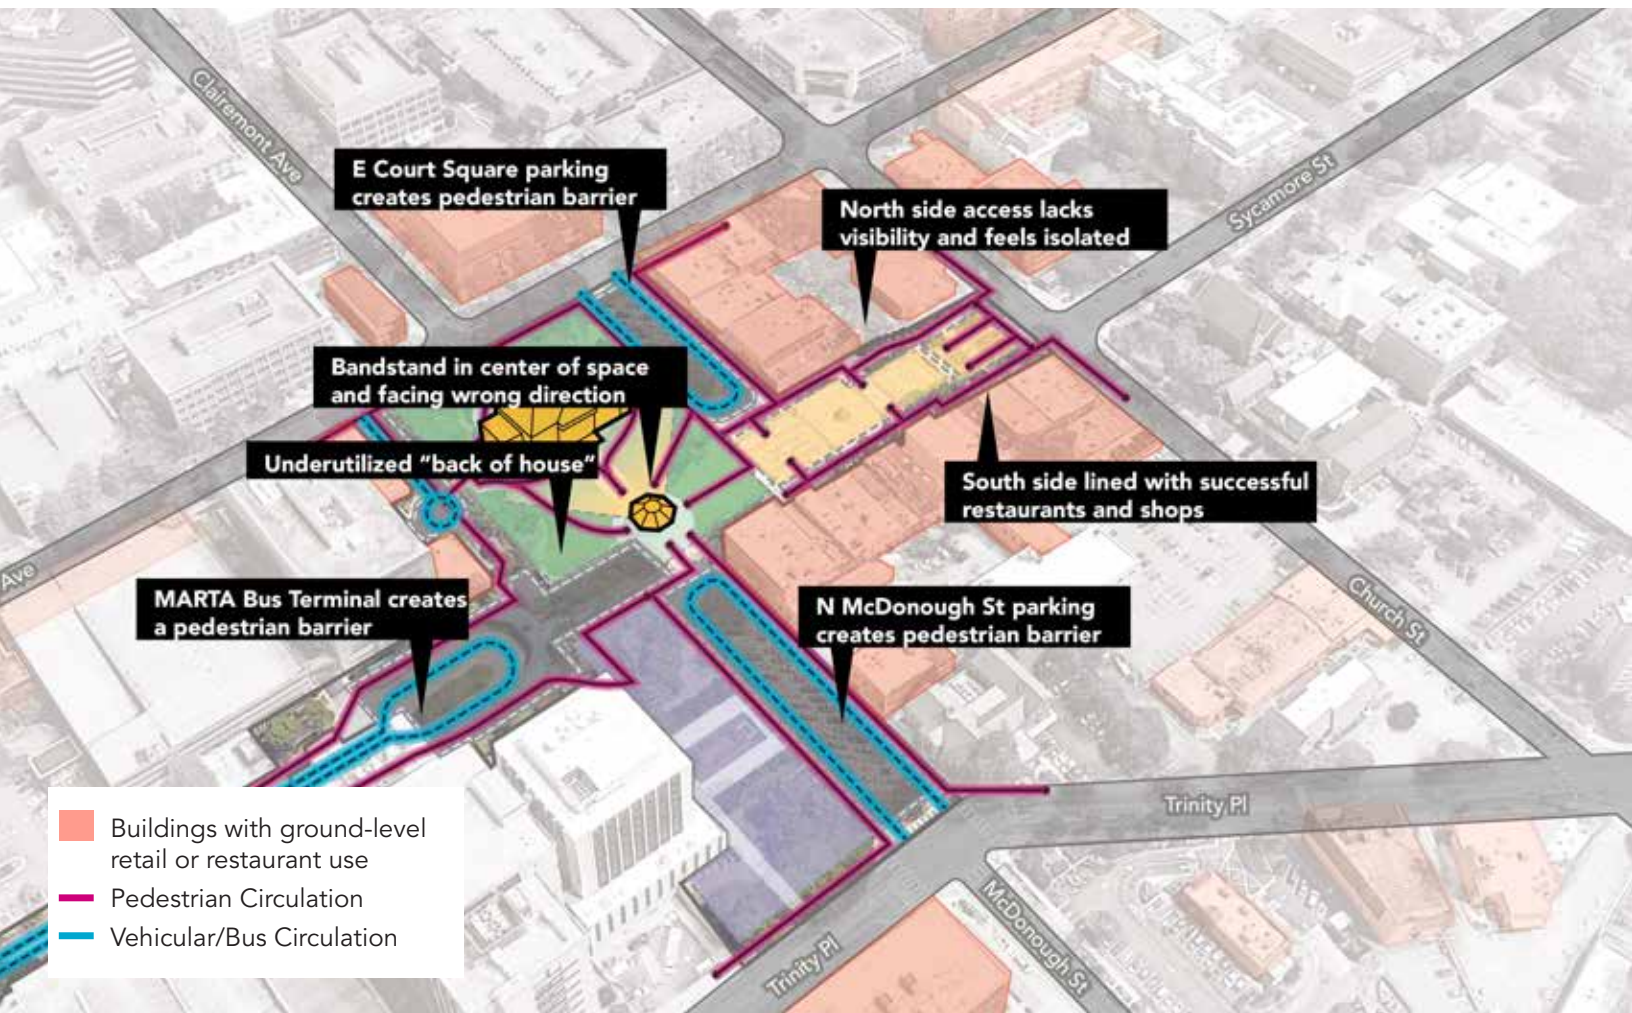 Clairemont Ave
E Court Square parking
creates pedestrian barrier
Sycamore St
North side access lacks
visibility and feels isolated
Bandstand in center of space
and facing wrong direction
Underutilized "back of house"
South side lined with successful
restaurants and shops
Ave
MARTA Bus Terminal creates
a pedestrian barrier
N McDonough St parking
creates pedestrian barrier
Church St
Trinity Pl
Buildings with ground-level
retail or restaurant use
Pedestrian Circulation
Vehicular/Bus Circulation
McDonough St
Trinity Pl